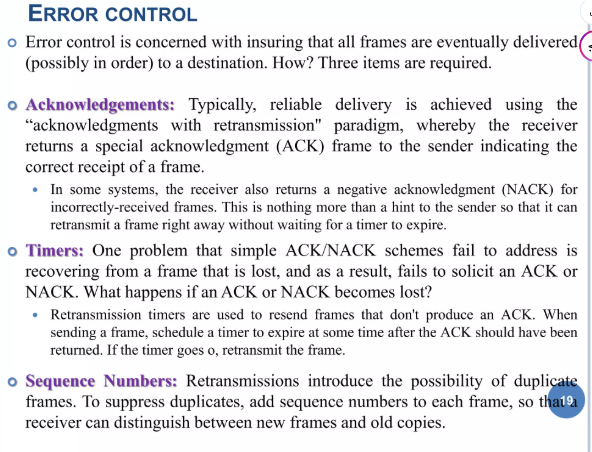 ERROR CONTROL
Error control is concerned with insuring that all frames are eventually delivered
(possibly in order) to a destination. How? Three items are required.
Acknowledgements: Typically, reliable delivery is achieved using the
“acknowledgments with retransmission" paradigm, whereby the receiver
returns a special acknowledgment (ACK) frame to the sender indicating the
correct receipt of a frame.
In some systems, the receiver also returns a negative acknowledgment (NACK) for
incorrectly-received frames. This is nothing more than a hint to the sender so that it can
retransmit a frame right away without waiting for a timer to expire.
Timers: One problem that simple ACK/NACK schemes fail to address is
recovering from a frame that is lost, and as a result, fails to solicit an ACK or
NACK. What happens if an ACK or NACK becomes lost?
Retransmission timers are used to resend frames that don't produce an ACK. When
sending a frame, schedule a timer to expire at some time after the ACK should have been
returned. If the timer goes o, retransmit the frame.
Sequence Numbers: Retransmissions introduce the possibility of duplicate
frames. To suppress duplicates, add sequence numbers to each frame, so that a
receiver can distinguish between new frames and old copies.
19